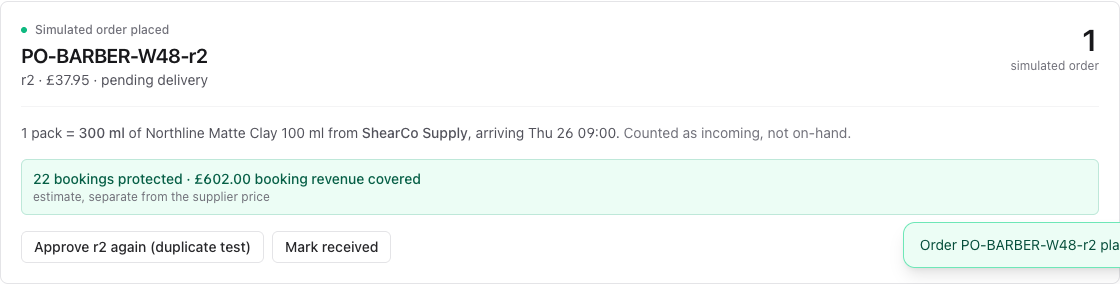 Simulated order placed
PO-BARBER-W48-r2
r2 · £37.95 · pending delivery
1
simulated order
1 pack = 300 ml of Northline Matte Clay 100 ml from ShearCo Supply, arriving Thu 26 09:00. Counted as incoming, not on-hand.
22 bookings protected · £602.00 booking revenue covered
estimate, separate from the supplier price
Approve r2 again (duplicate test)
Mark received
Order PO-BARBER-W48-r2